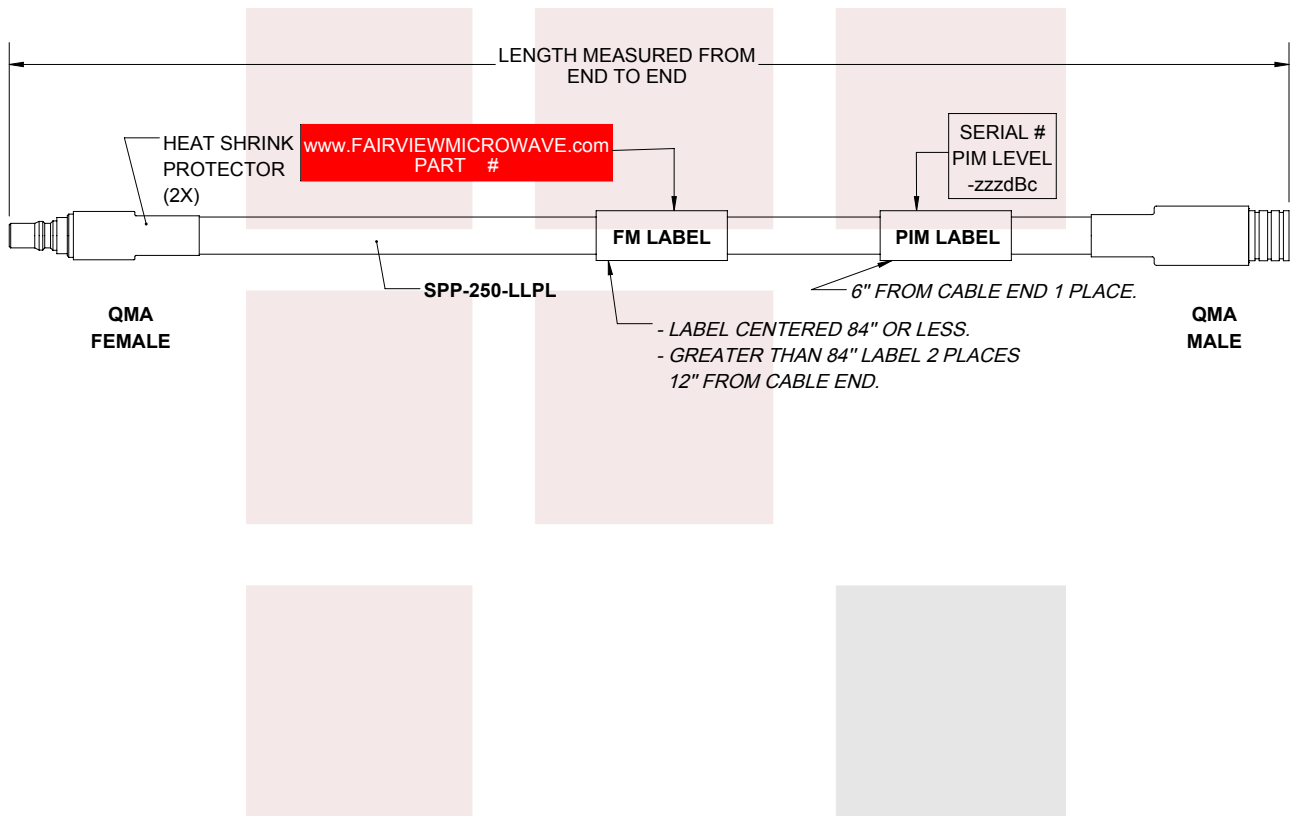 LENGTH MEASURED FROM
END TO END
HEAT SHRINK
PROTECTOR
(2X)
www.FAIRVIEWMICROWAVE.com
PART #
SERIAL #
PIM LEVEL
-zzzdBc
FM LABEL
PIM LABEL
SPP-250-LLPL
6" FROM CABLE END 1 PLACE.
QMA
FEMALE
- LABEL CENTERED 84" OR LESS.
- GREATER THAN 84" LABEL 2 PLACES
12" FROM CABLE END.
QMA
MALE